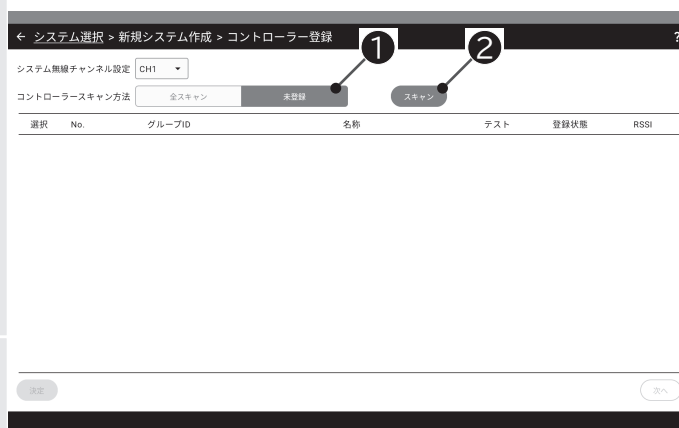 ← システム選択 > 新規システム作成 > コントローラー登録 ?
1 2
システム無線チャンネル設定 CH1
コントローラースキャン方法 全スキャン 未登録 スキャン
選択 No. グループID 名称 テスト 登録状態 RSSI
決定 次へ